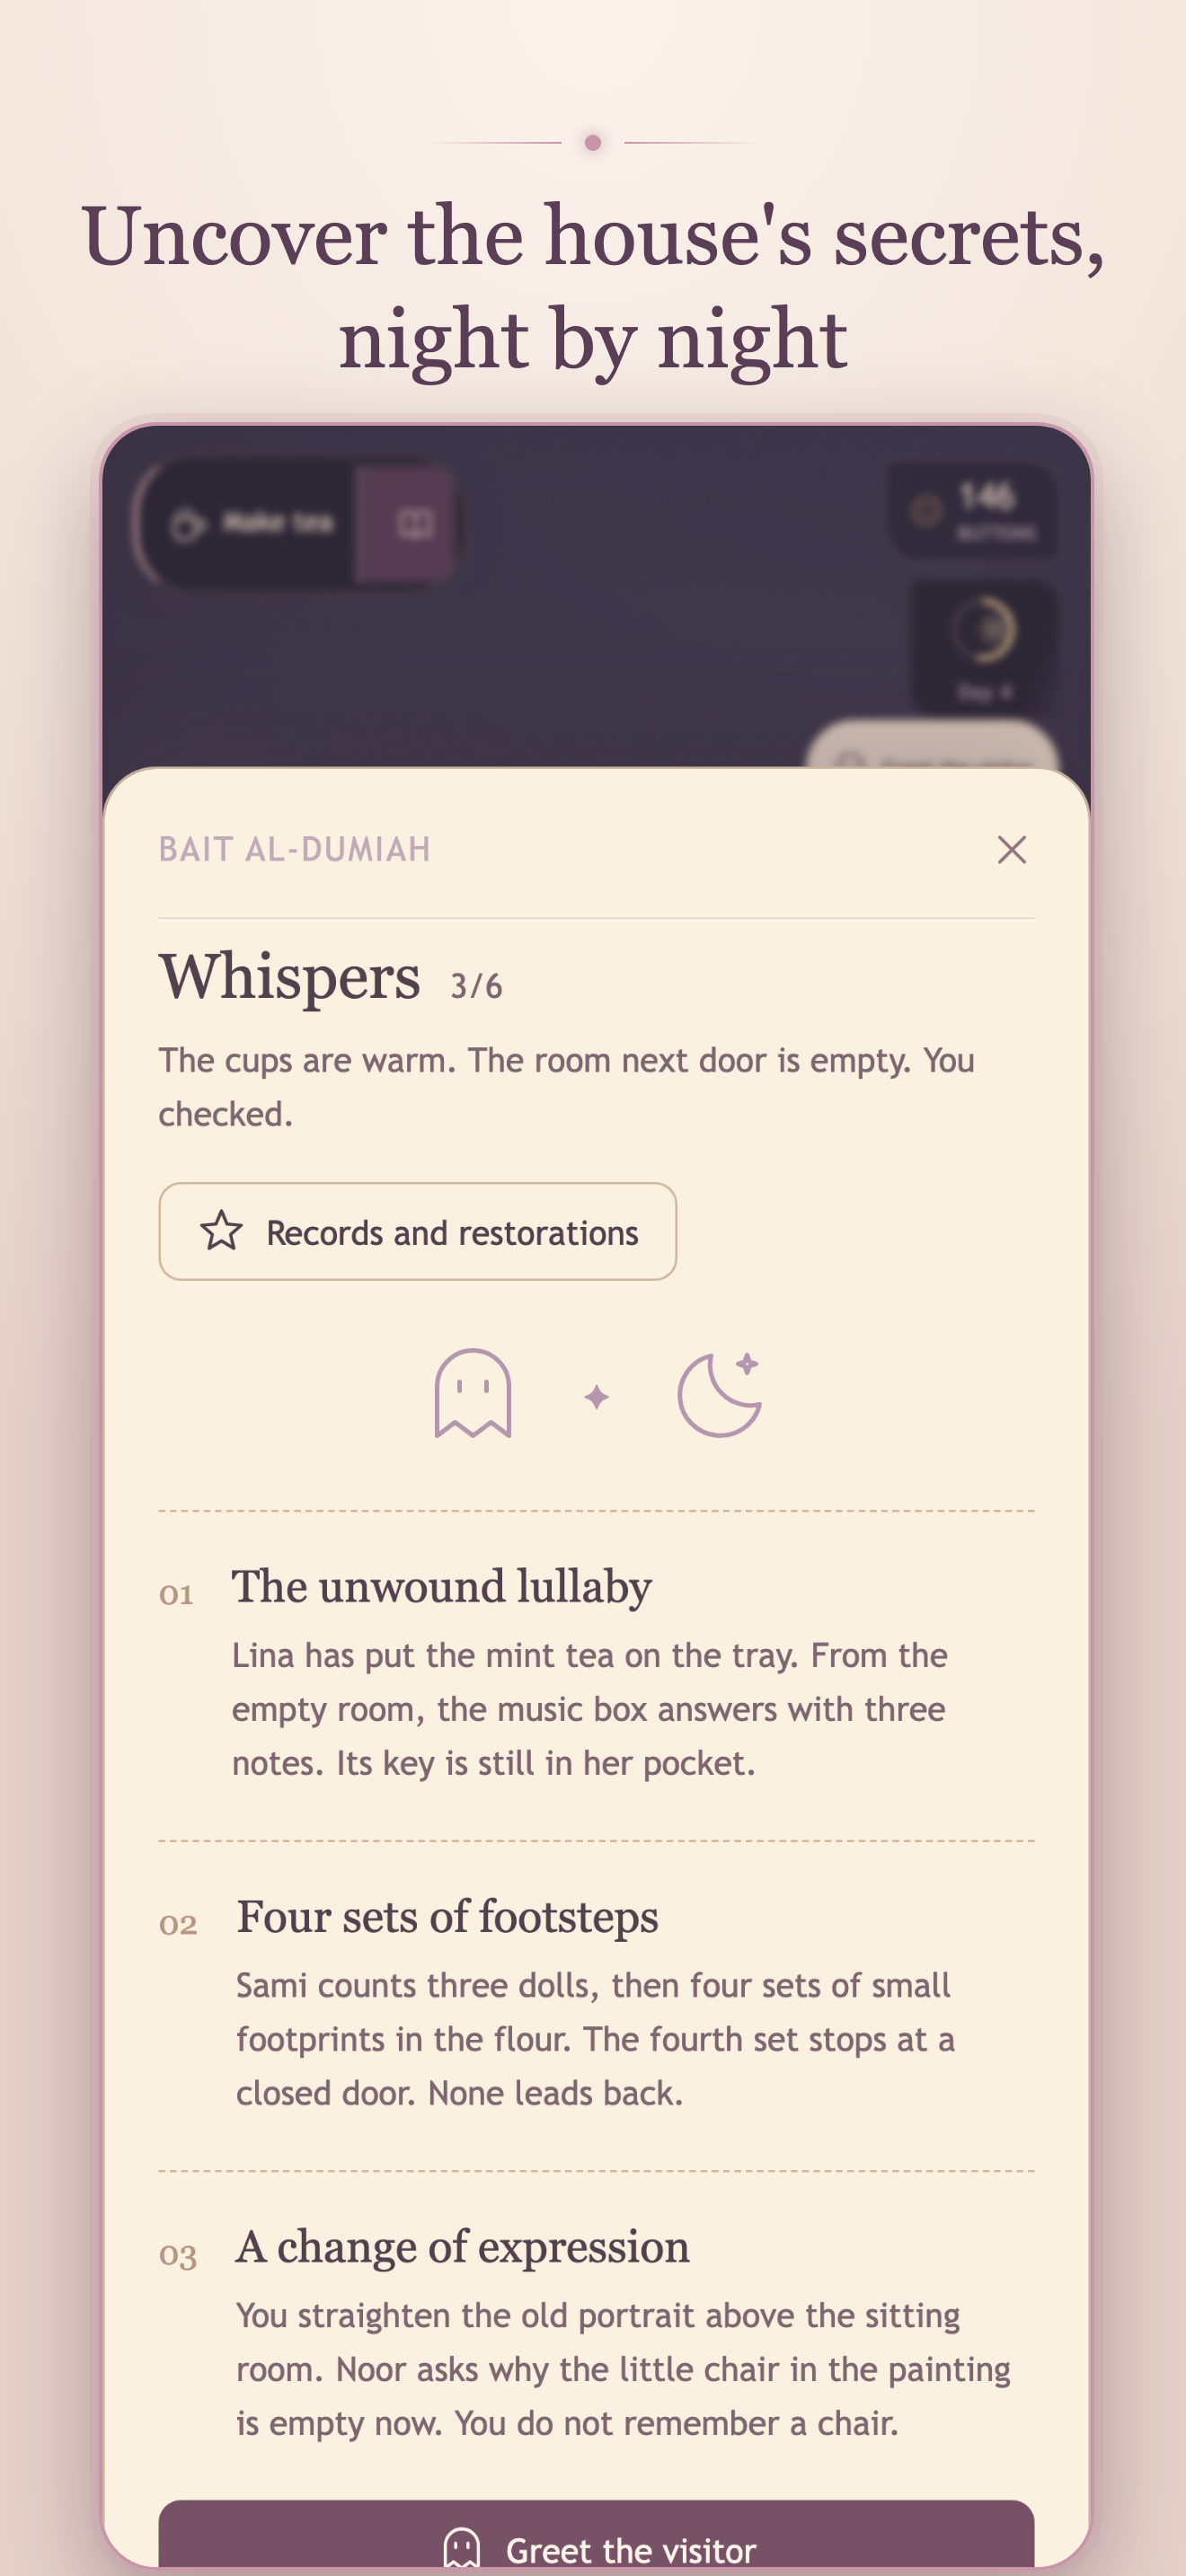 Uncover the house's secrets,
night by night
Make tea
146
BUTTONS
Day 4
BAIT AL-DUMIAH
Whispers 3/6
The cups are warm. The room next door is empty. You
checked.
Records and restorations
01 The unwound lullaby
Lina has put the mint tea on the tray. From the
empty room, the music box answers with three
notes. Its key is still in her pocket.
02 Four sets of footsteps
Sami counts three dolls, then four sets of small
footprints in the flour. The fourth set stops at a
closed door. None leads back.
03 A change of expression
You straighten the old portrait above the sitting
room. Noor asks why the little chair in the painting
is empty now. You do not remember a chair.
Greet the visitor